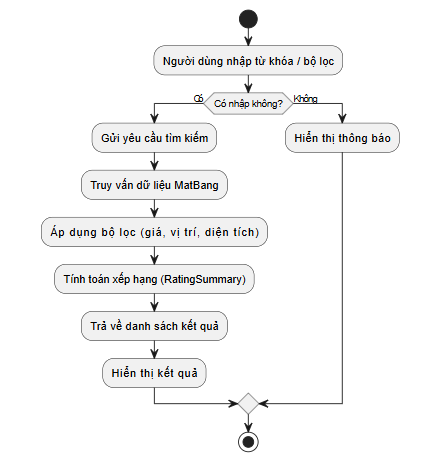 Người dùng nhập từ khóa / bộ lọc
Có
Có nhập không?
Không
Gửi yêu cầu tìm kiếm
Hiển thị thông báo
Truy vấn dữ liệu MatBang
Áp dụng bộ lọc (giá, vị trí, diện tích)
Tính toán xếp hạng (RatingSummary)
Trả về danh sách kết quả
Hiển thị kết quả